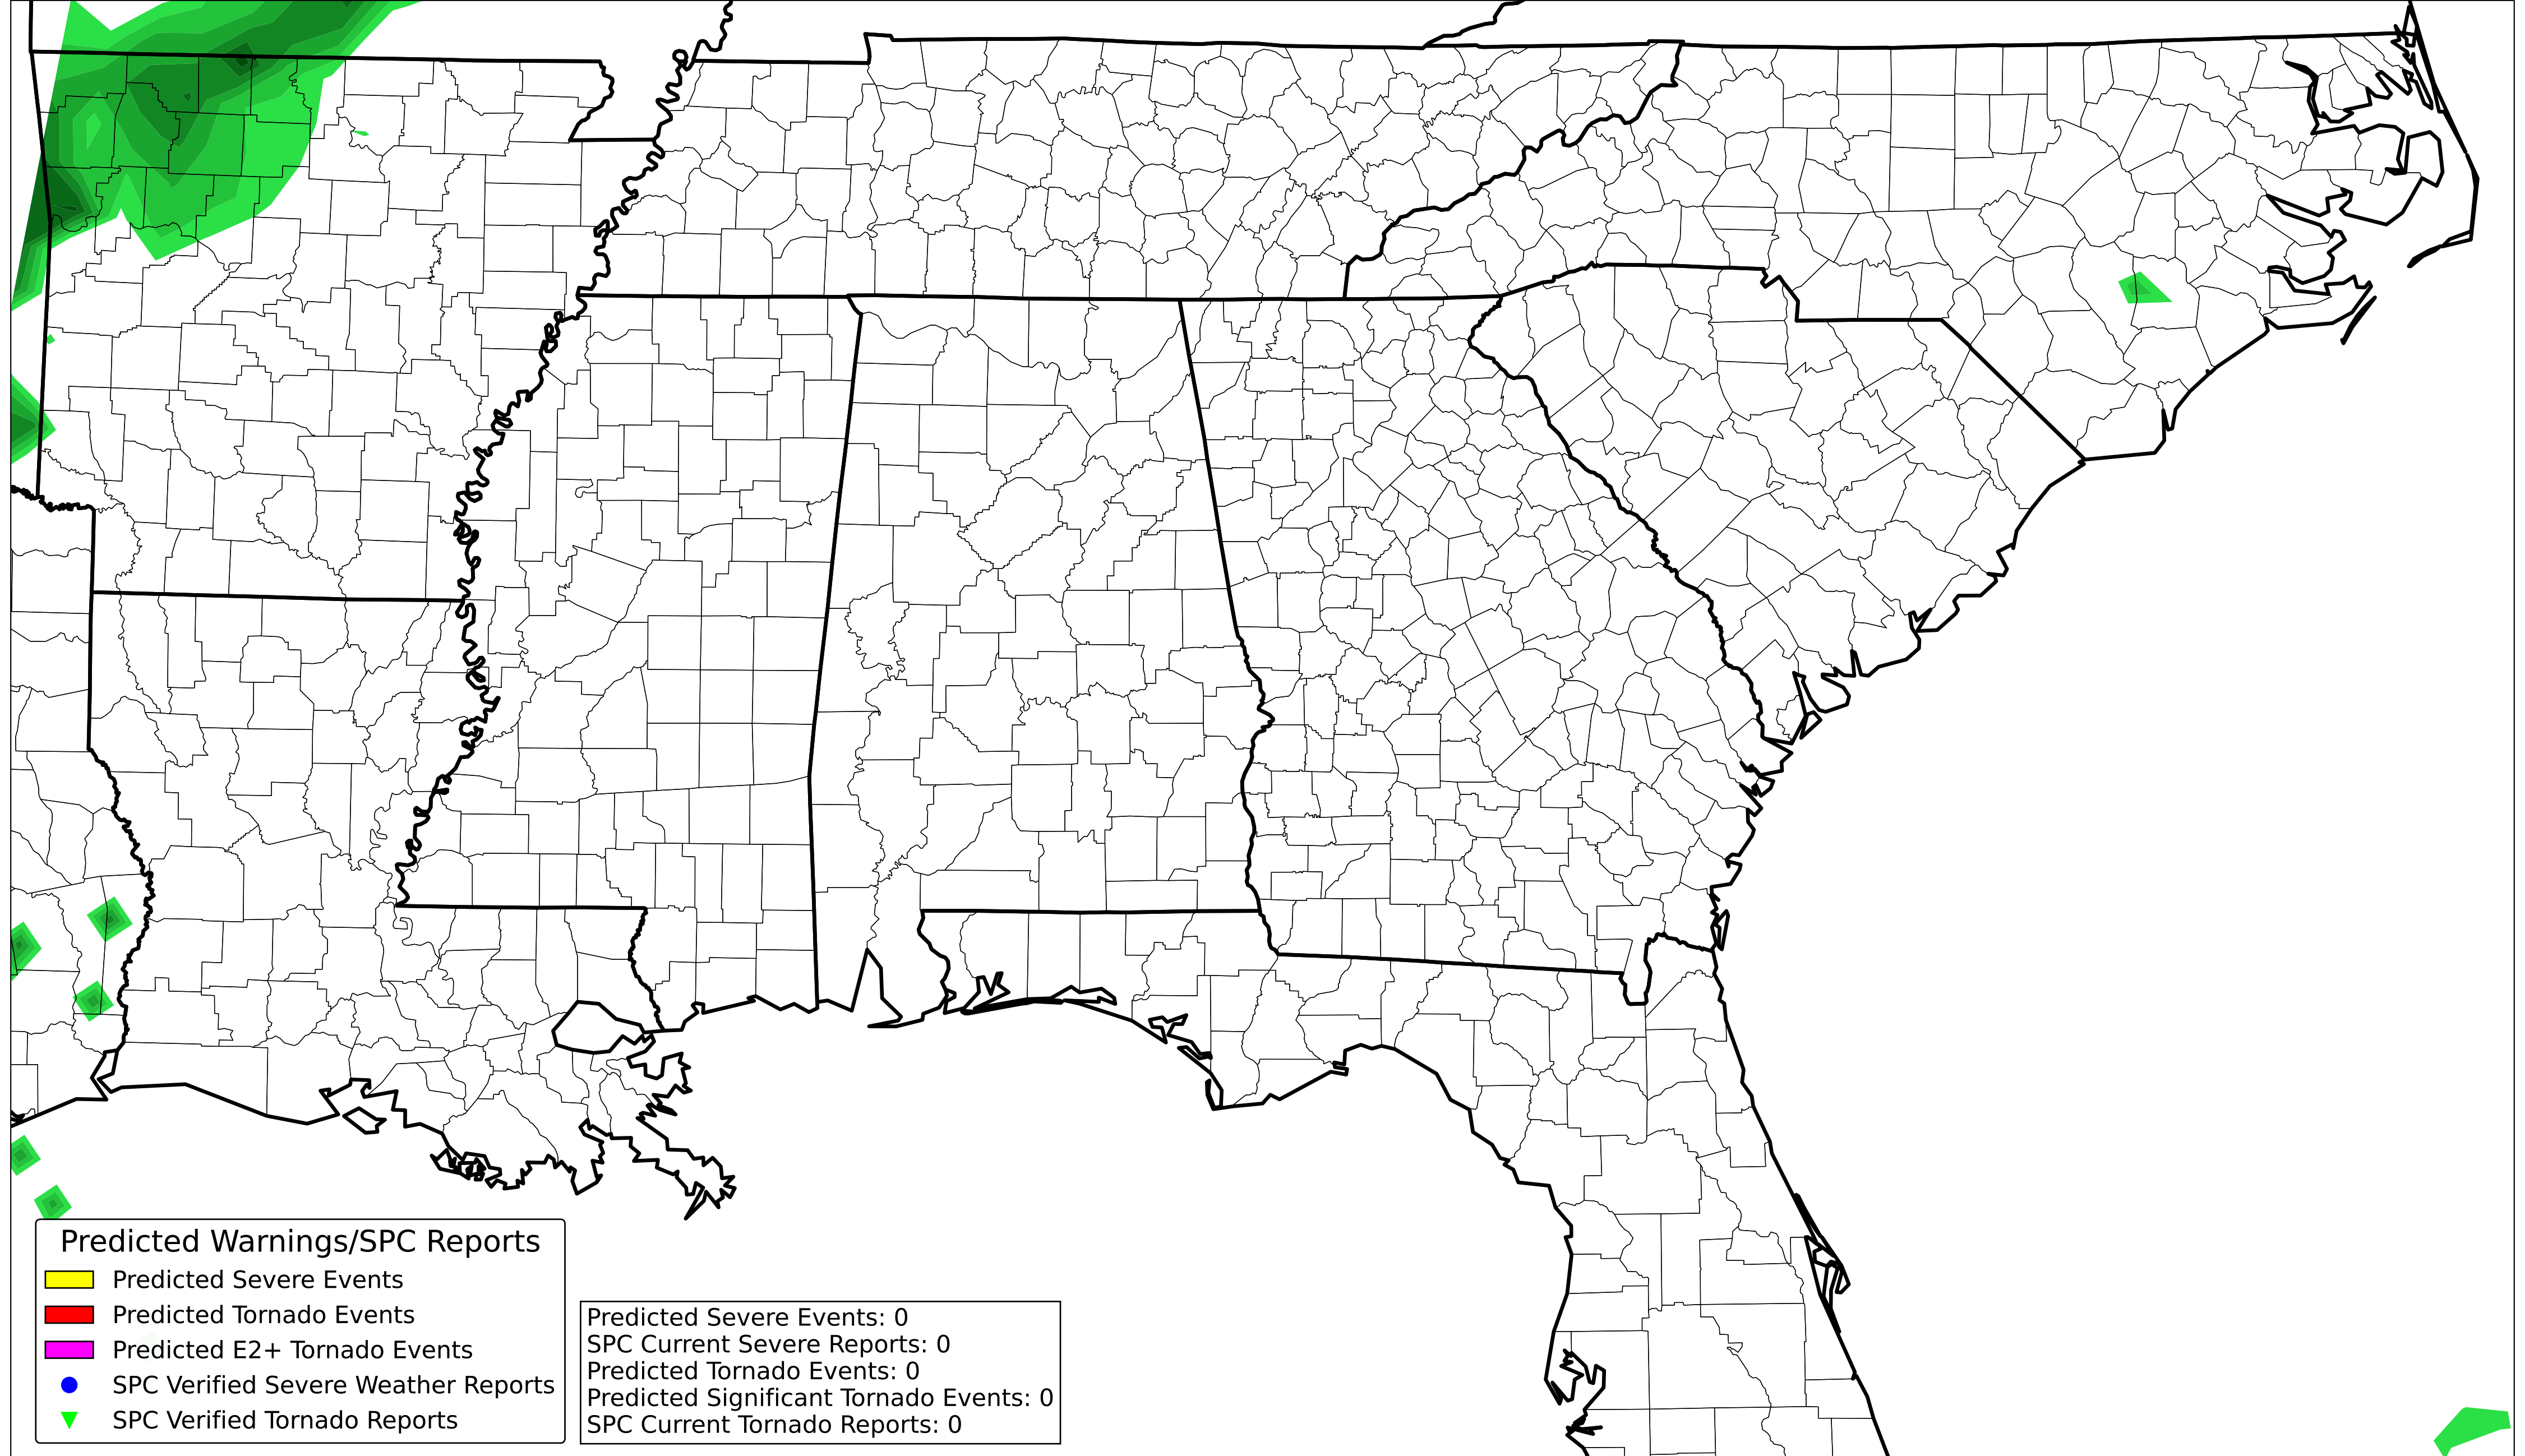 Predicted Warnings/SPC Reports
Predicted Severe Events
Predicted Tornado Events
Predicted E2+ Tornado Events
SPC Verified Severe Weather Reports
SPC Verified Tornado Reports
Predicted Severe Events: 0
SPC Current Severe Reports: 0
Predicted Tornado Events: 0
Predicted Significant Tornado Events: 0
SPC Current Tornado Reports: 0